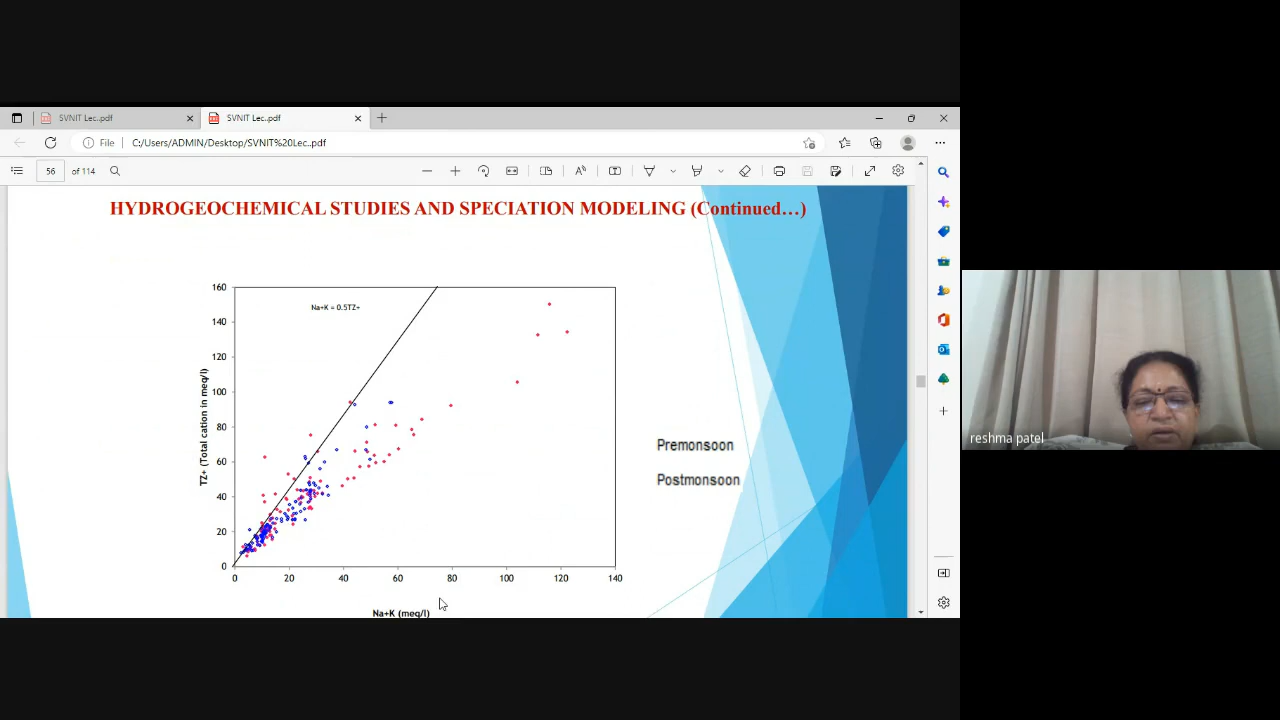 SVNIT Lec..pdf
SVNIT Lec..pdf
File
C:/Users/ADMIN/Desktop/SVNIT%20Lec..pdf
56 of 114
HYDROGEOCHEMICAL STUDIES AND SPECIATION MODELING (Continued…)
160
140
120
100
80
60
40
20
0
TZ+ (Total cation in meq/l)
Na+K = 0.5TZ+
0 20 40 60 80 100 120 140
Na+K (meq/l)
Premonsoon
Postmonsoon
reshma patel